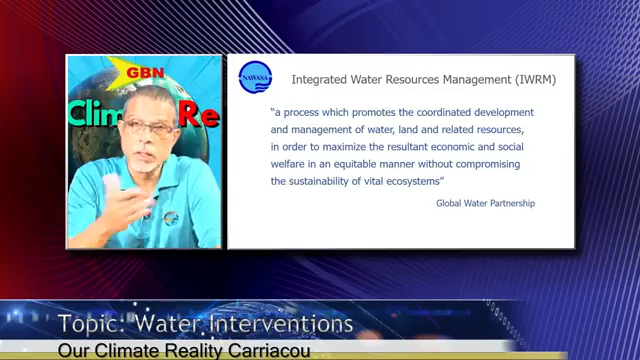 GBN
Clim Re
NAWASA
Integrated Water Resources Management (IWRM)
“a process which promotes the coordinated development
and management of water, land and related resources,
in order to maximize the resultant economic and social
welfare in an equitable manner without compromising
the sustainability of vital ecosystems”
Global Water Partnership
Topic: Water Interventions
Our Climate Reality Carriacou